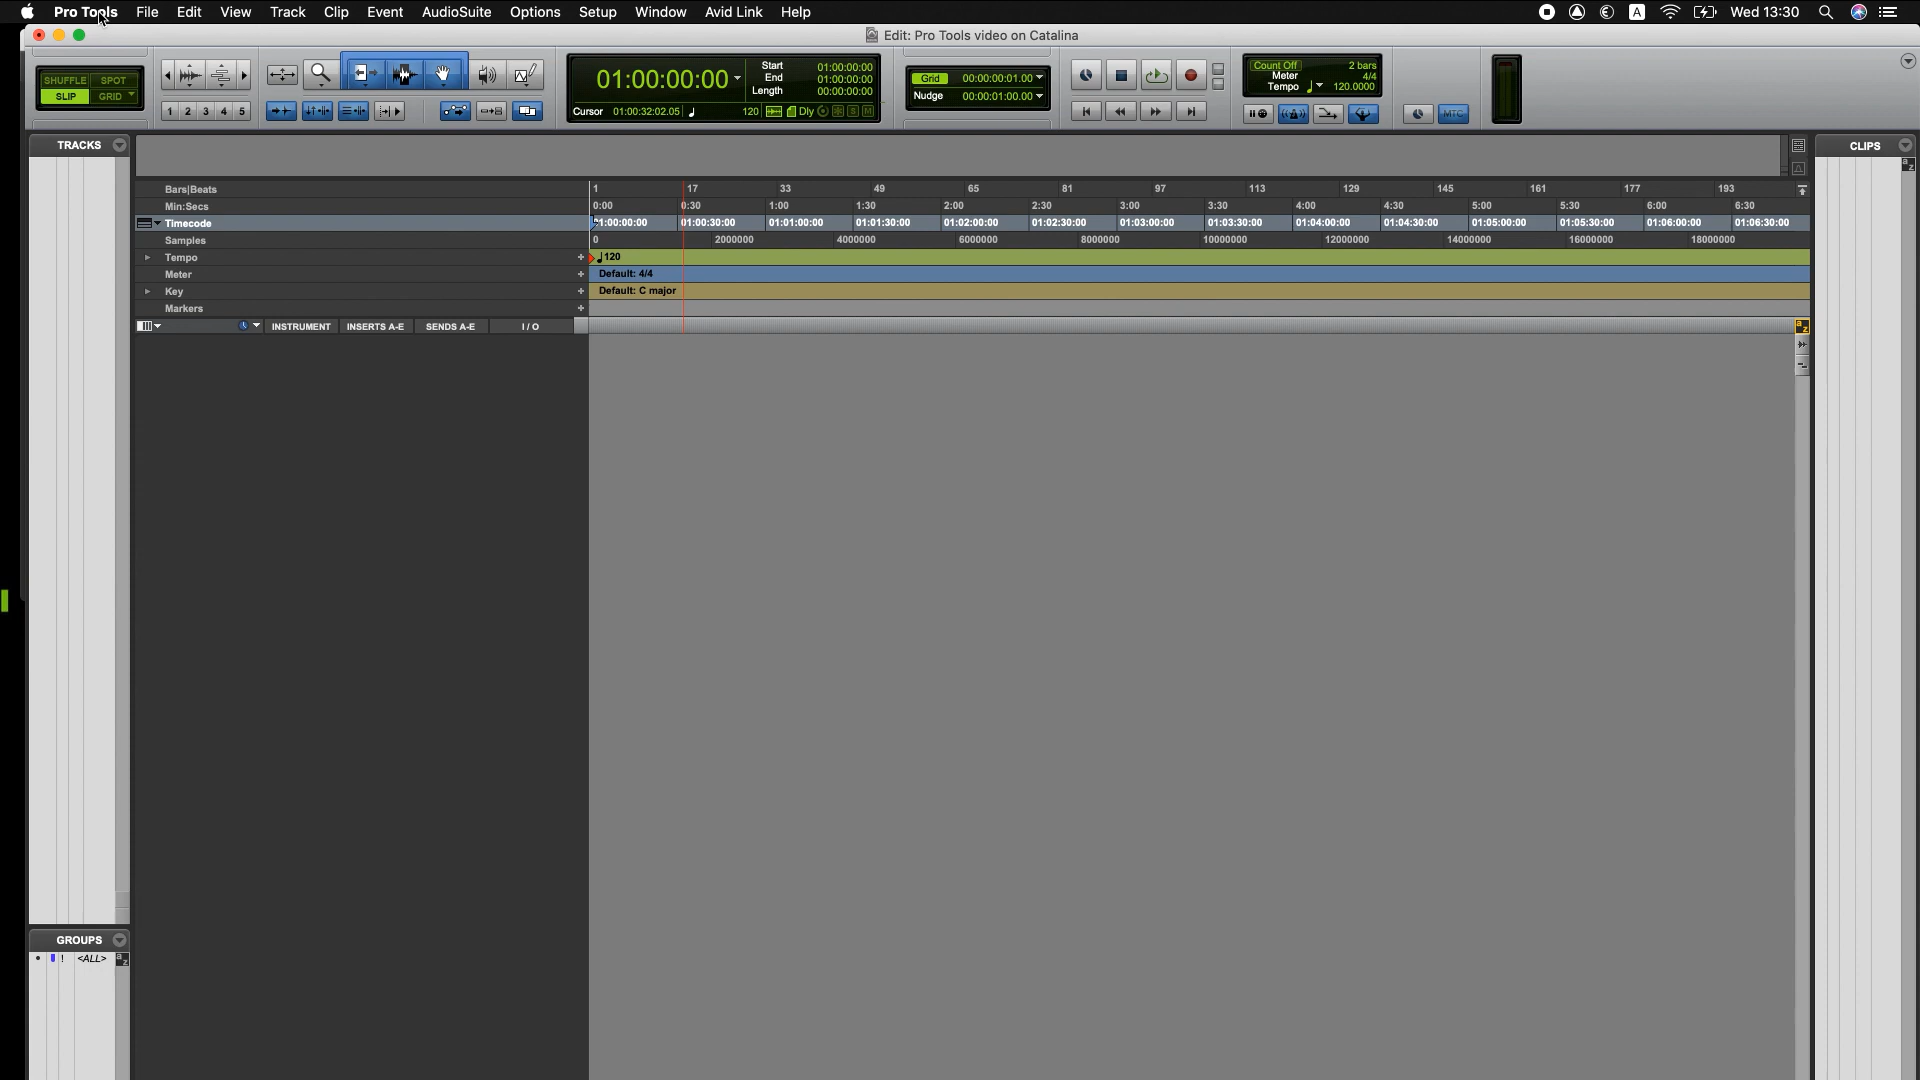 Pro Tools File Edit View Track Clip Event AudioSuite Options Setup Window Avid Link Help A Wed 13:30
Edit: Pro Tools video on Catalina
SHUFFLE SPOT
SLIP GRID
1 2 3 4 5
01:00:00:00
Start 01:00:00:00
End 01:00:00:00
Length 00:00:00:00
Cursor 01:00:32:02.05 120 Dly S M
Grid 00:00:00:01.00
Nudge 00:00:01:00.00
Count Off 2 bars
Meter 4/4
Tempo 120.0000
MTC
TRACKS
CLIPS
a z
Bars|Beats 1 17 33 49 65 81 97 113 129 145 161 177 193
Min:Secs 0:00 0:30 1:00 1:30 2:00 2:30 3:00 3:30 4:00 4:30 5:00 5:30 6:00 6:30
Timecode 01:00:00:00 01:00:30:00 01:01:00:00 01:01:30:00 01:02:00:00 01:02:30:00 01:03:00:00 01:03:30:00 01:04:00:00 01:04:30:00 01:05:00:00 01:05:30:00 01:06:00:00 01:06:30:00
Samples 0 2000000 4000000 6000000 8000000 10000000 12000000 14000000 16000000 18000000
Tempo + 120
Meter + Default: 4/4
Key + Default: C major
Markers +
INSTRUMENT INSERTS A-E SENDS A-E I / O a z
GROUPS
! <ALL> a z